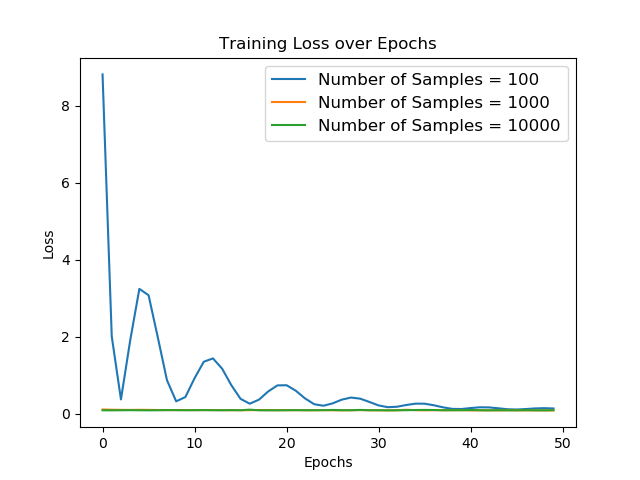 Training Loss over Epochs
Number of Samples = 100
Number of Samples = 1000
Number of Samples = 10000
8
6
4
2
0
Loss
0 10 20 30 40 50
Epochs